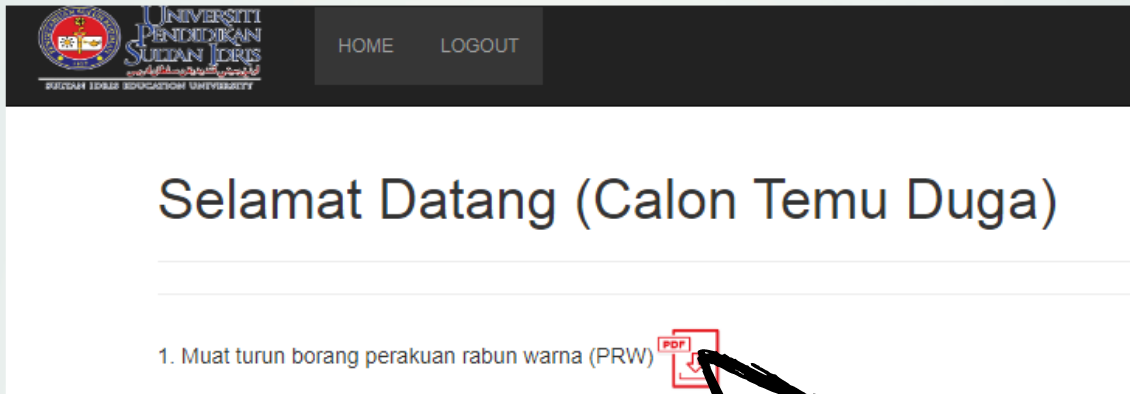 UNIVERSITI
PENDIDIKAN
SULTAN IDRIS
SULTAN IDRIS EDUCATION UNIVERSITY
HOME LOGOUT
Selamat Datang (Calon Temu Duga)
1. Muat turun borang perakuan rabun warna (PRW) PDF